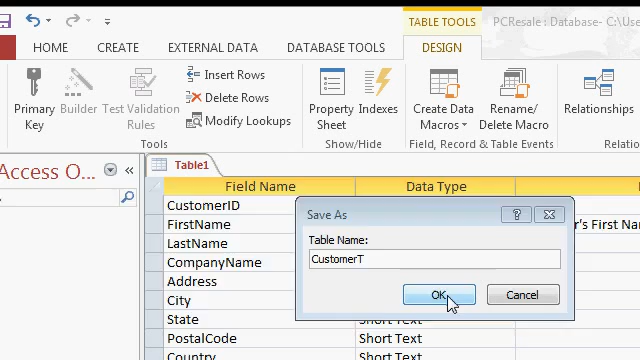 TABLE TOOLS
PCResale : Database- C:\Use
HOME CREATE EXTERNAL DATA DATABASE TOOLS DESIGN
Primary Key
Builder
Test Validation Rules
Insert Rows
Delete Rows
Modify Lookups
Tools
Property Sheet
Indexes
Show/Hide
Create Data Macros
Rename/ Delete Macro
Field, Record & Table Events
Relationships
Relatio
Access O...
Table1
Field Name Data Type
CustomerID
FirstName
r's First Nam
LastName
CompanyName
Address
City
State Short Text
PostalCode Short Text
Country Short Text
Save As
Table Name:
CustomerT
OK Cancel